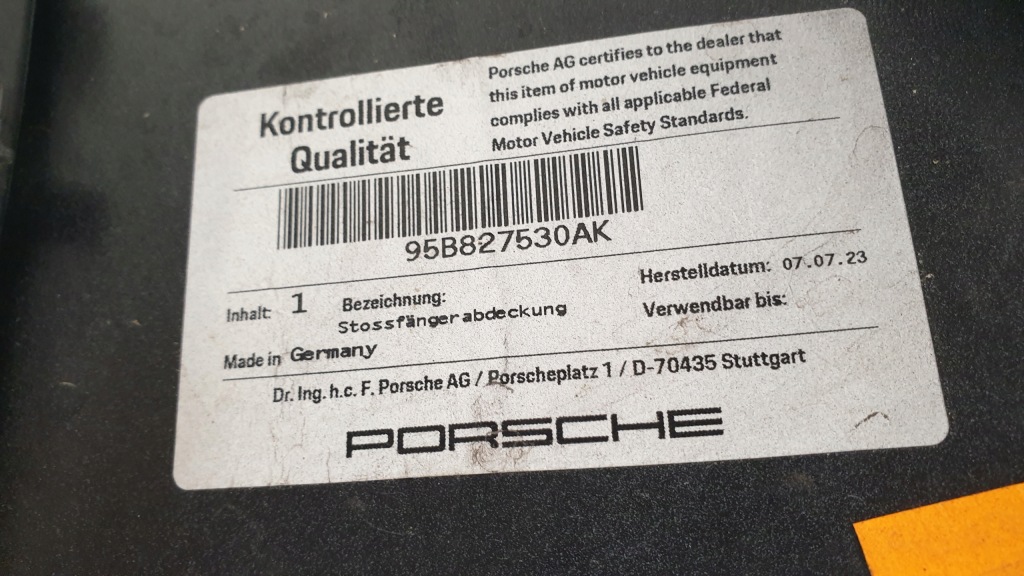 Kontrollierte
Qualität
Porsche AG certifies to the dealer that
this item of motor vehicle equipment
complies with all applicable Federal
Motor Vehicle Safety Standards.
95B827530AK
Inhalt: 1 Bezeichnung:
Stossfängerabdeckung
Herstelldatum: 07.07.23
Verwendbar bis:
Made in Germany
Dr. Ing. h.c. F. Porsche AG / Porscheplatz 1 / D-70435 Stuttgart
PORSCHE